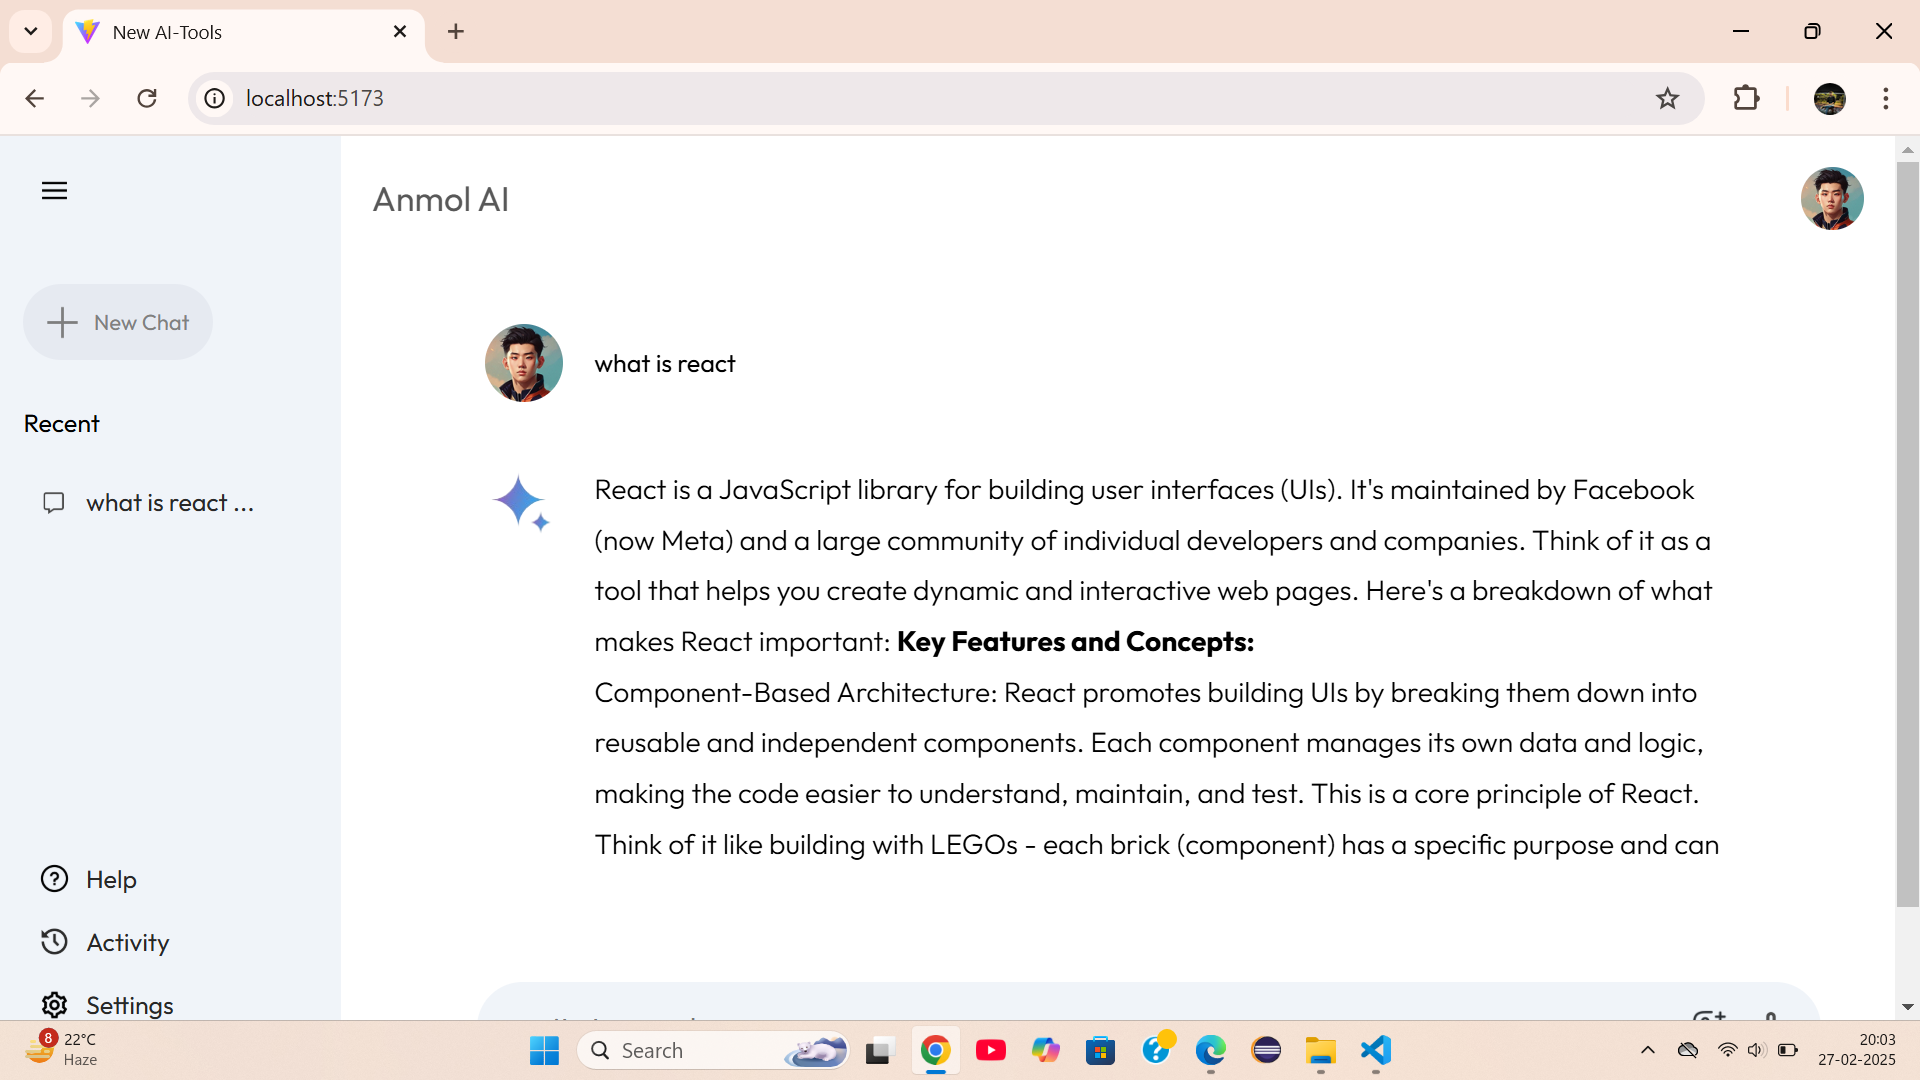 New AI-Tools
localhost:5173
Anmol AI
New Chat
Recent
what is react ...
Help
Activity
Settings
what is react
React is a JavaScript library for building user interfaces (UIs). It's maintained by Facebook
(now Meta) and a large community of individual developers and companies. Think of it as a
tool that helps you create dynamic and interactive web pages. Here's a breakdown of what
makes React important: Key Features and Concepts:
Component-Based Architecture: React promotes building UIs by breaking them down into
reusable and independent components. Each component manages its own data and logic,
making the code easier to understand, maintain, and test. This is a core principle of React.
Think of it like building with LEGOs - each brick (component) has a specific purpose and can
8
22°C
Haze
Search
20:03
27-02-2025